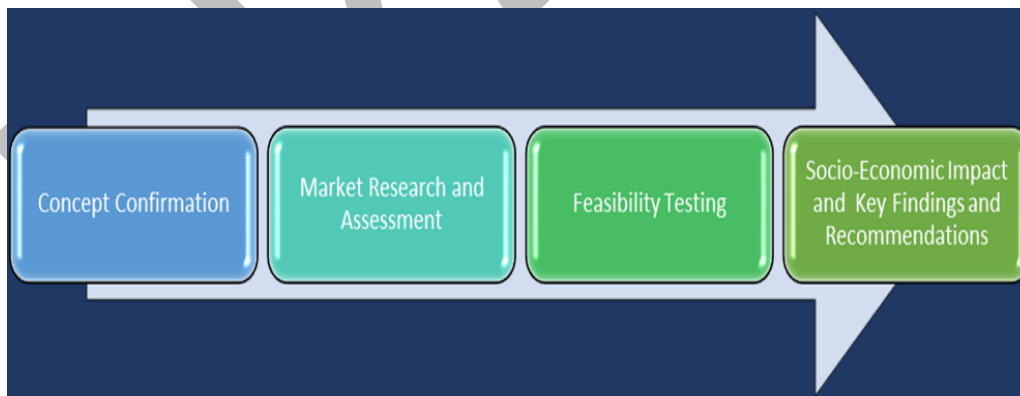 Concept Confirmation
Market Research and
Assessment
Feasibility Testing
Socio-Economic Impact
and Key Findings and
Recommendations